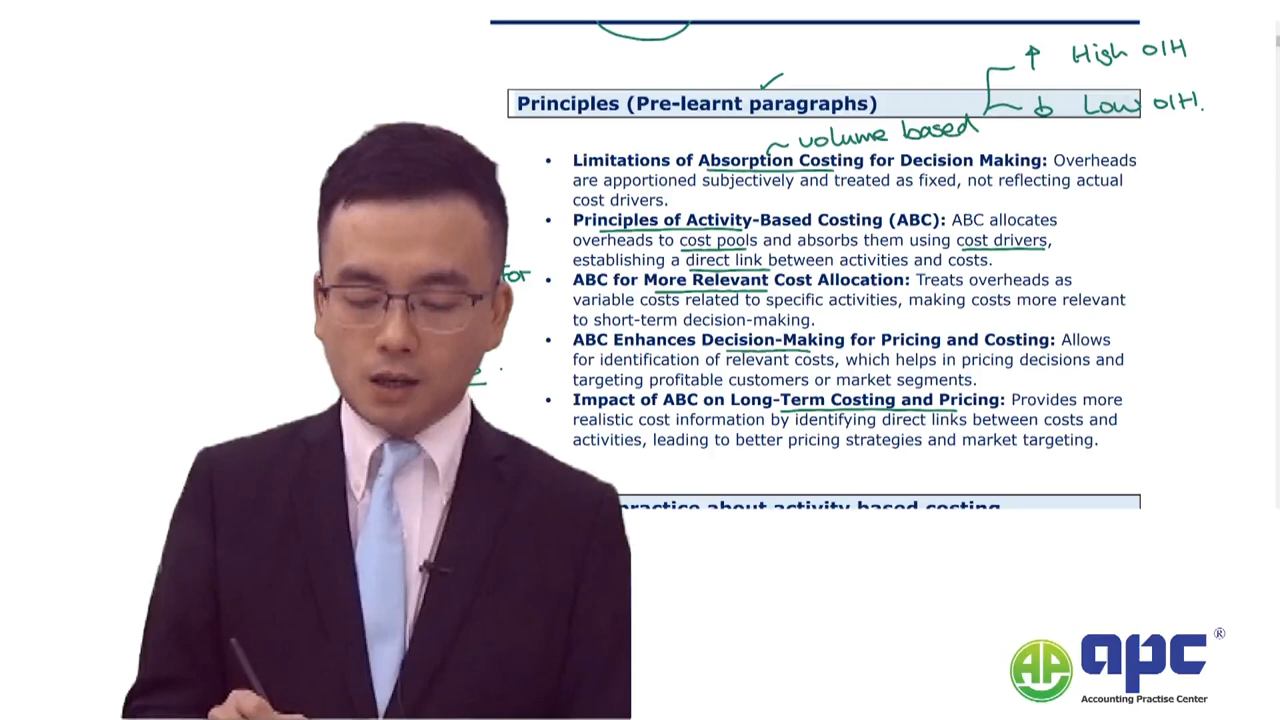 ↑ High O/H
Principles (Pre-learnt paragraphs)
↓ Low O/H.
~ volume based
• Limitations of Absorption Costing for Decision Making: Overheads
are apportioned subjectively and treated as fixed, not reflecting actual
cost drivers.
• Principles of Activity-Based Costing (ABC): ABC allocates
overheads to cost pools and absorbs them using cost drivers,
establishing a direct link between activities and costs.
for
• ABC for More Relevant Cost Allocation: Treats overheads as
variable costs related to specific activities, making costs more relevant
to short-term decision-making.
• ABC Enhances Decision-Making for Pricing and Costing: Allows
for identification of relevant costs, which helps in pricing decisions and
targeting profitable customers or market segments.
• Impact of ABC on Long-Term Costing and Pricing: Provides more
realistic cost information by identifying direct links between costs and
activities, leading to better pricing strategies and market targeting.
practice about activity based costing
apc®
Accounting Practise Center